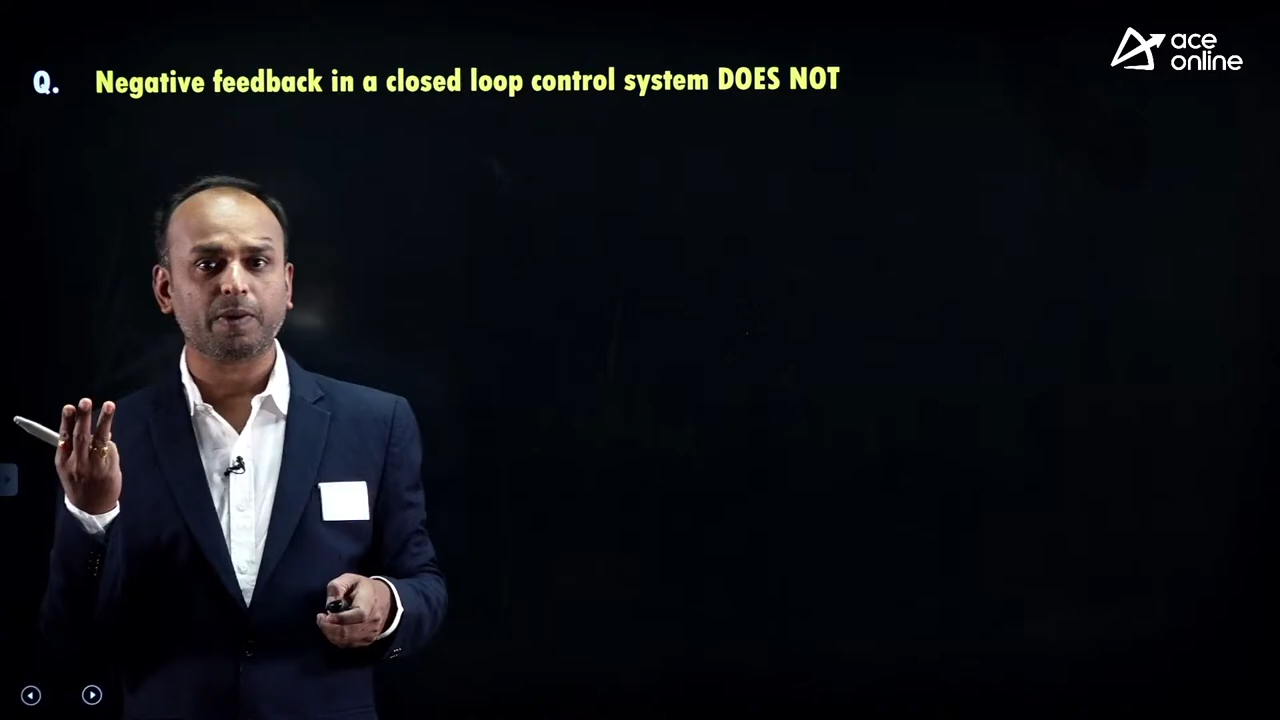 ace
online
Q. Negative feedback in a closed loop control system DOES NOT